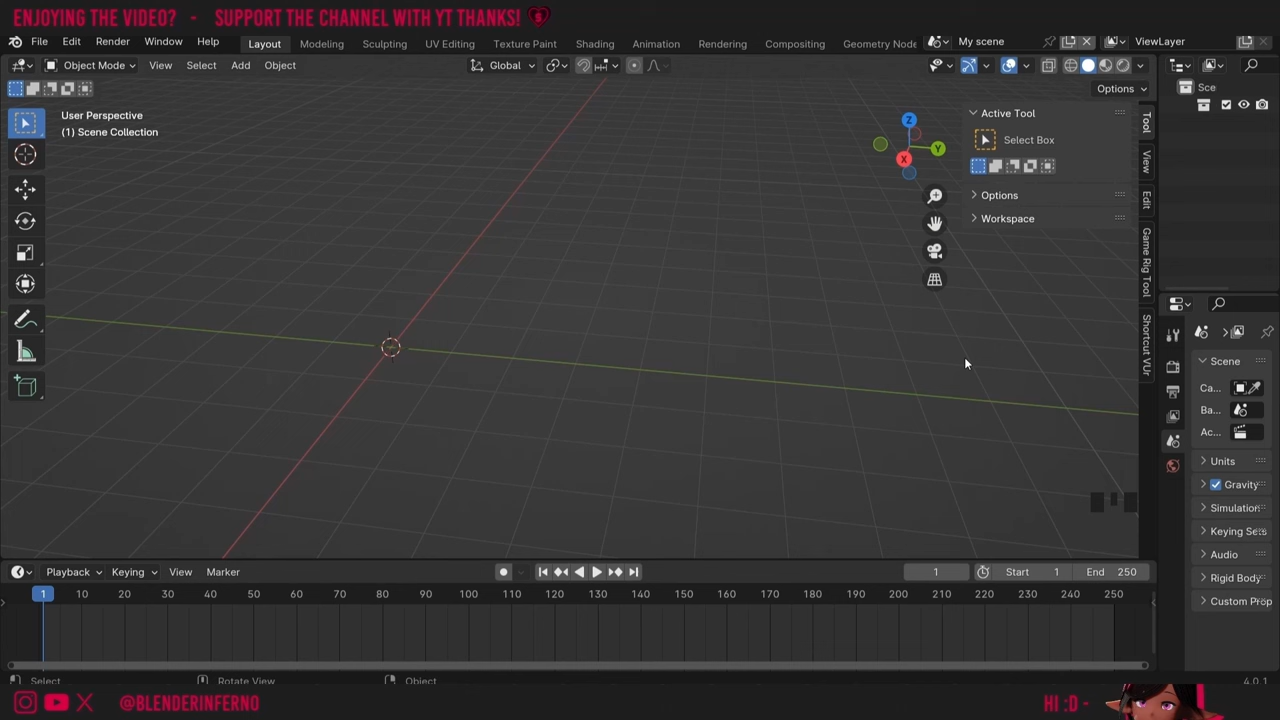 ENJOYING THE VIDEO? - SUPPORT THE CHANNEL WITH YT THANKS!
File Edit Render Window Help Layout Modeling Sculpting UV Editing Texture Paint Shading Animation Rendering Compositing Geometry Node My scene ViewLayer
Object Mode View Select Add Object Global
Options
User Perspective
(1) Scene Collection
Sce
Z
Y
X
Active Tool
Select Box
Options
Workspace
Tool
View
Edit
Game Rig Tool
Shortcut VUr
Scene
Ca...
Ba...
Ac...
Units
Gravity
Simulation
Keying Sets
Audio
Rigid Body
Custom Prop
Playback Keying View Marker 1 Start 1 End 250
1 10 20 30 40 50 60 70 80 90 100 110 120 130 140 150 160 170 180 190 200 210 220 230 240 250
Select Rotate View Object 4.0.1
@BLENDERINFERNO HI :D -